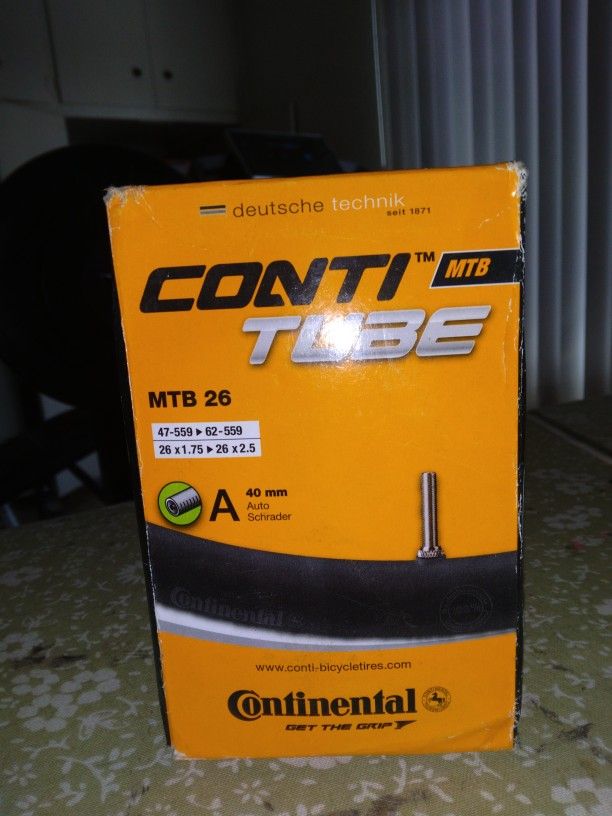 deutsche technik
seit 1871
CONTI™ MTB
TUBE
MTB 26
47-559 ▸ 62-559
26 x 1.75 ▸ 26 x 2.5
A 40 mm
Auto
Schrader
Continental
www.conti-bicycletires.com
Continental
GET THE GRIP